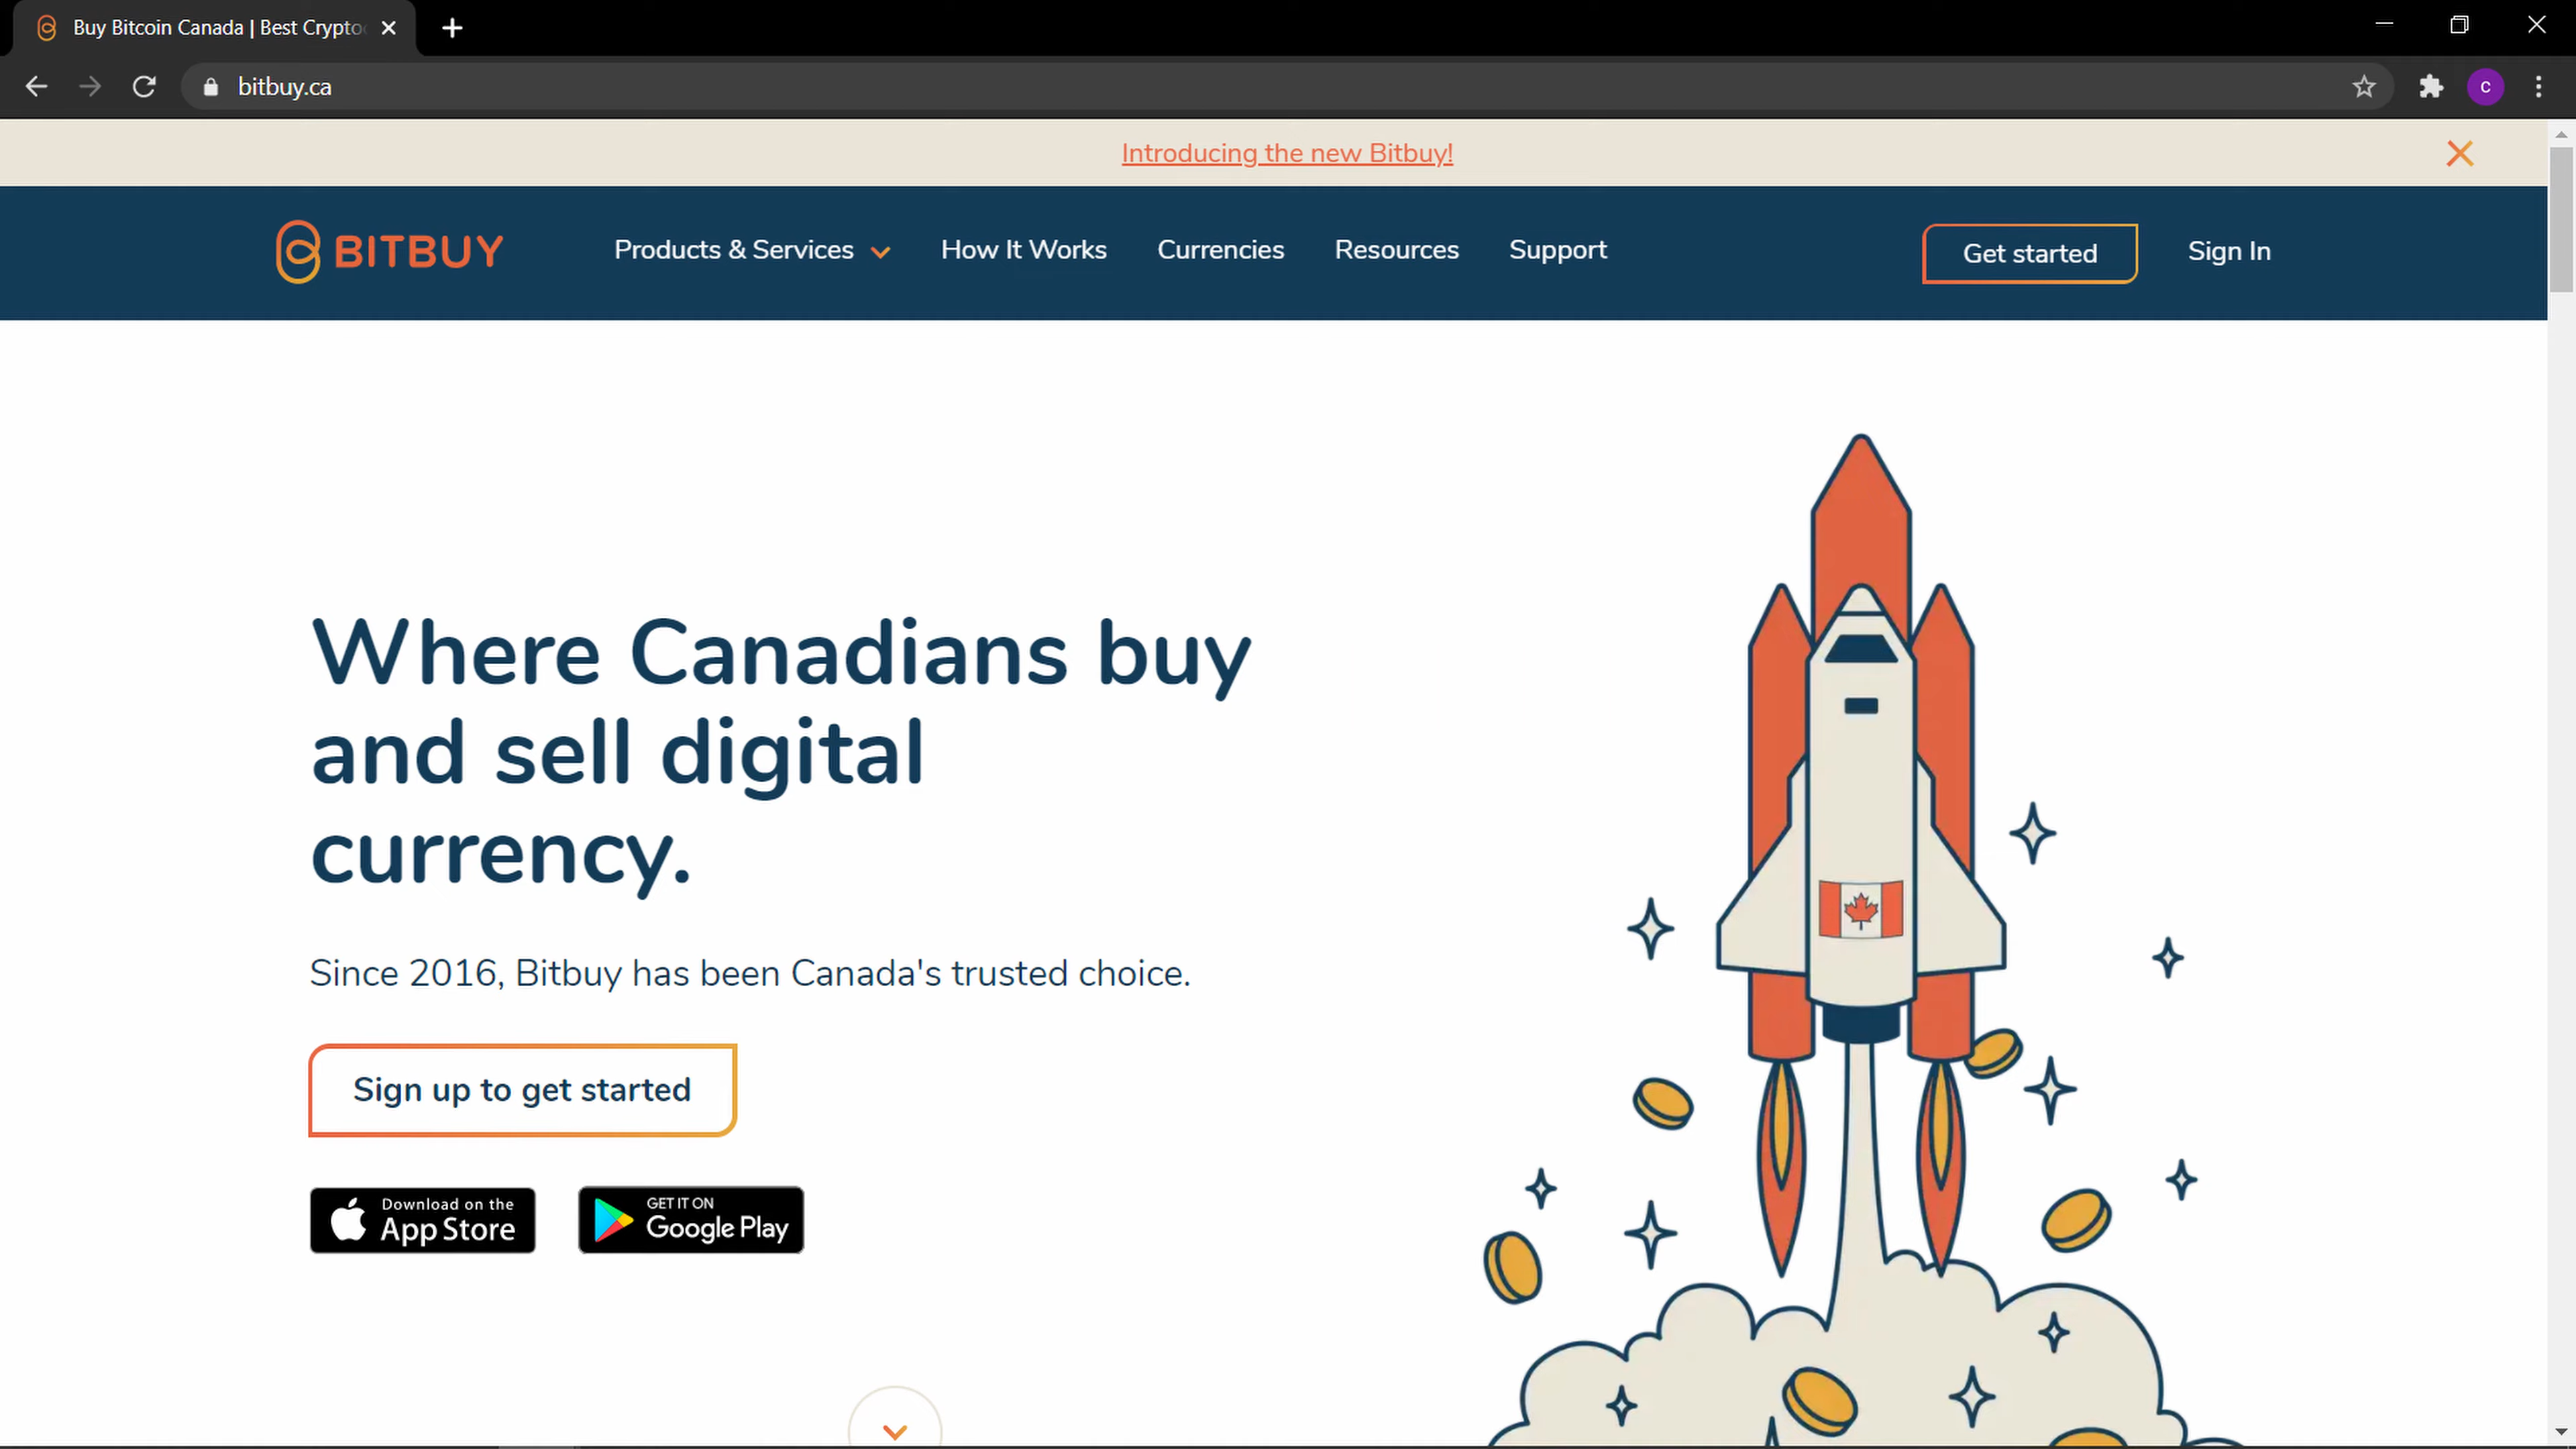 Buy Bitcoin Canada | Best Crypto
bitbuy.ca
c
Introducing the new Bitbuy!
BITBUY
Products & Services
How It Works
Currencies
Resources
Support
Get started
Sign In
Where Canadians buy
and sell digital
currency.
Since 2016, Bitbuy has been Canada's trusted choice.
Sign up to get started
Download on the
App Store
GET IT ON
Google Play